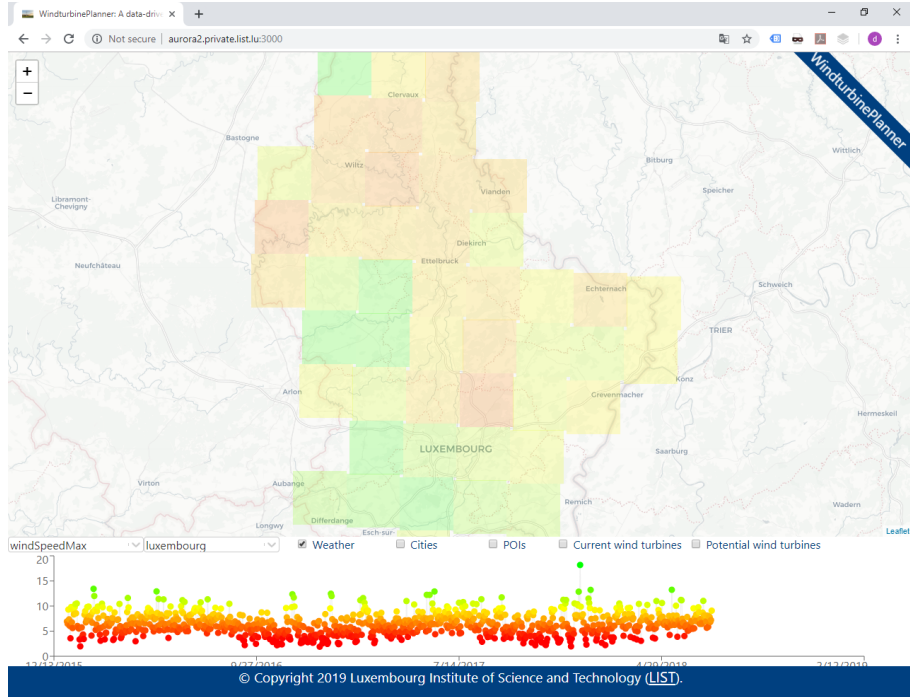 WindturbinePlanner: A data-driv
Not secure | aurora2.private.list.lu:3000
+
−
WindturbinePlanner
Clervaux
Bastogne
Wiltz
Bitburg
Wittlich
Vianden
Speicher
Libramont-
Chevigny
Diekirch
Ettelbruck
Neufchâteau
Echternach
Schweich
TRIER
Arlon
Konz
Grevenmacher
Hermeskeil
LUXEMBOURG
Saarburg
Virton
Aubange
Remich
Wadern
Differdange
Longwy
Esch-sur-
Leaflet
windSpeedMax luxembourg Weather Cities POIs Current wind turbines Potential wind turbines
20
15
10
5
0
12/13/2015 9/27/2016 7/14/2017 4/29/2018 2/12/2019
© Copyright 2019 Luxembourg Institute of Science and Technology (LIST).